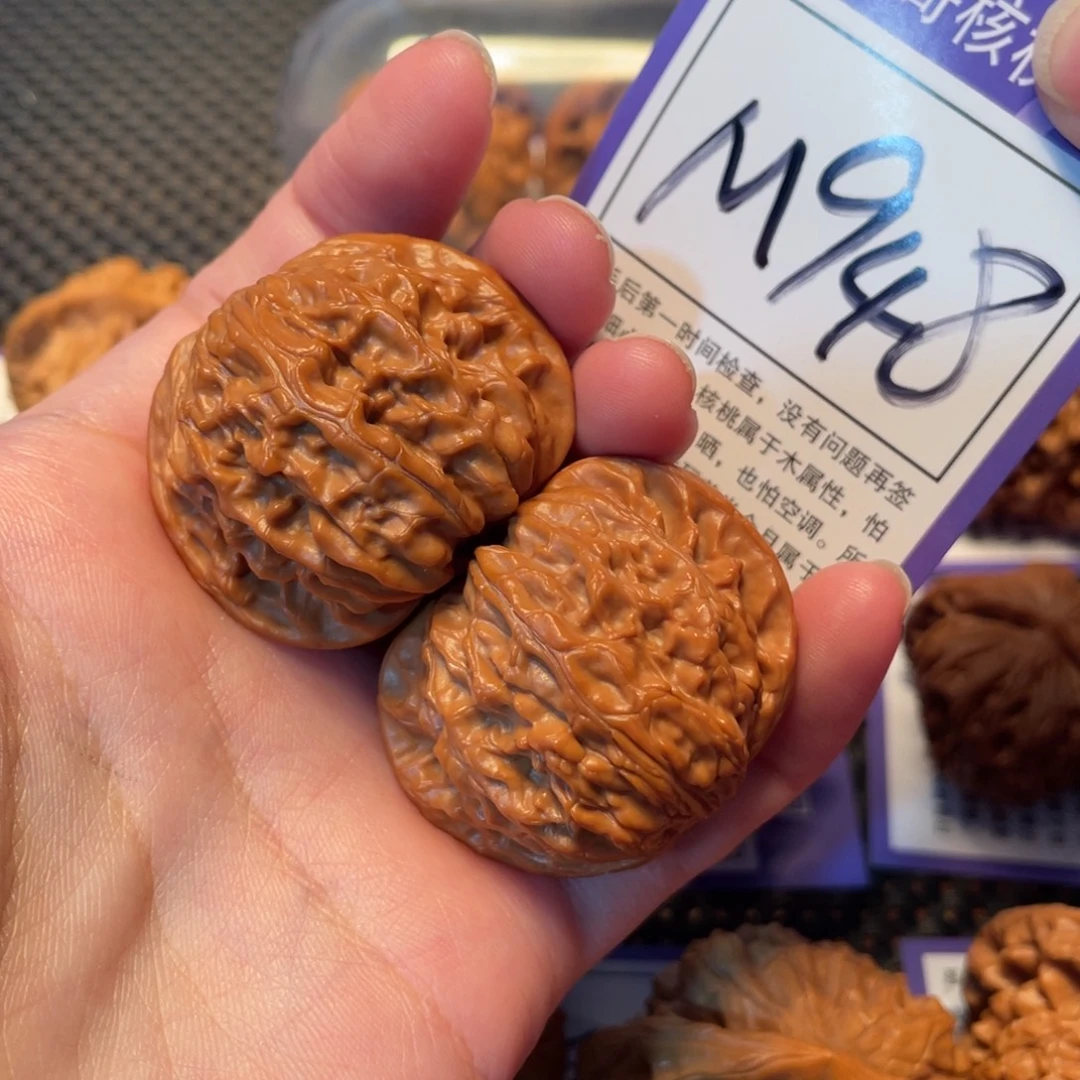 核桃
M948
后第一时间检查，没有问题再签
核桃属于木属性，怕
晒，也怕空调。所